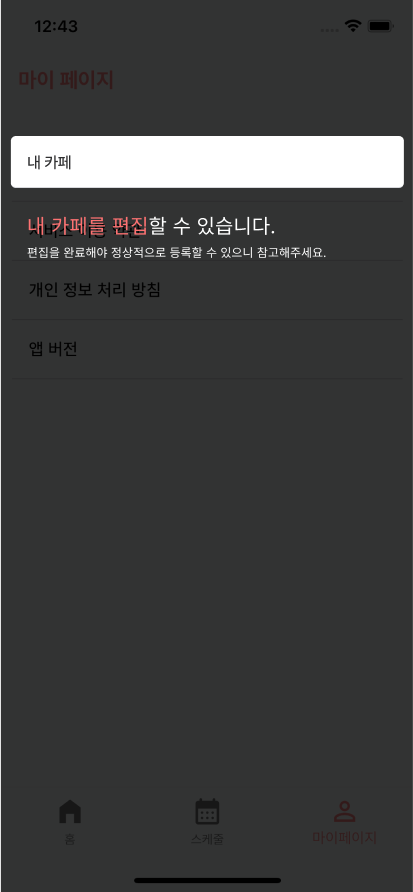 12:43
마이 페이지
내 카페
내 카페를 편집할 수 있습니다.
편집을 완료해야 정상적으로 등록할 수 있으니 참고해주세요.
개인 정보 처리 방침
앱 버전
홈
스케줄
마이페이지